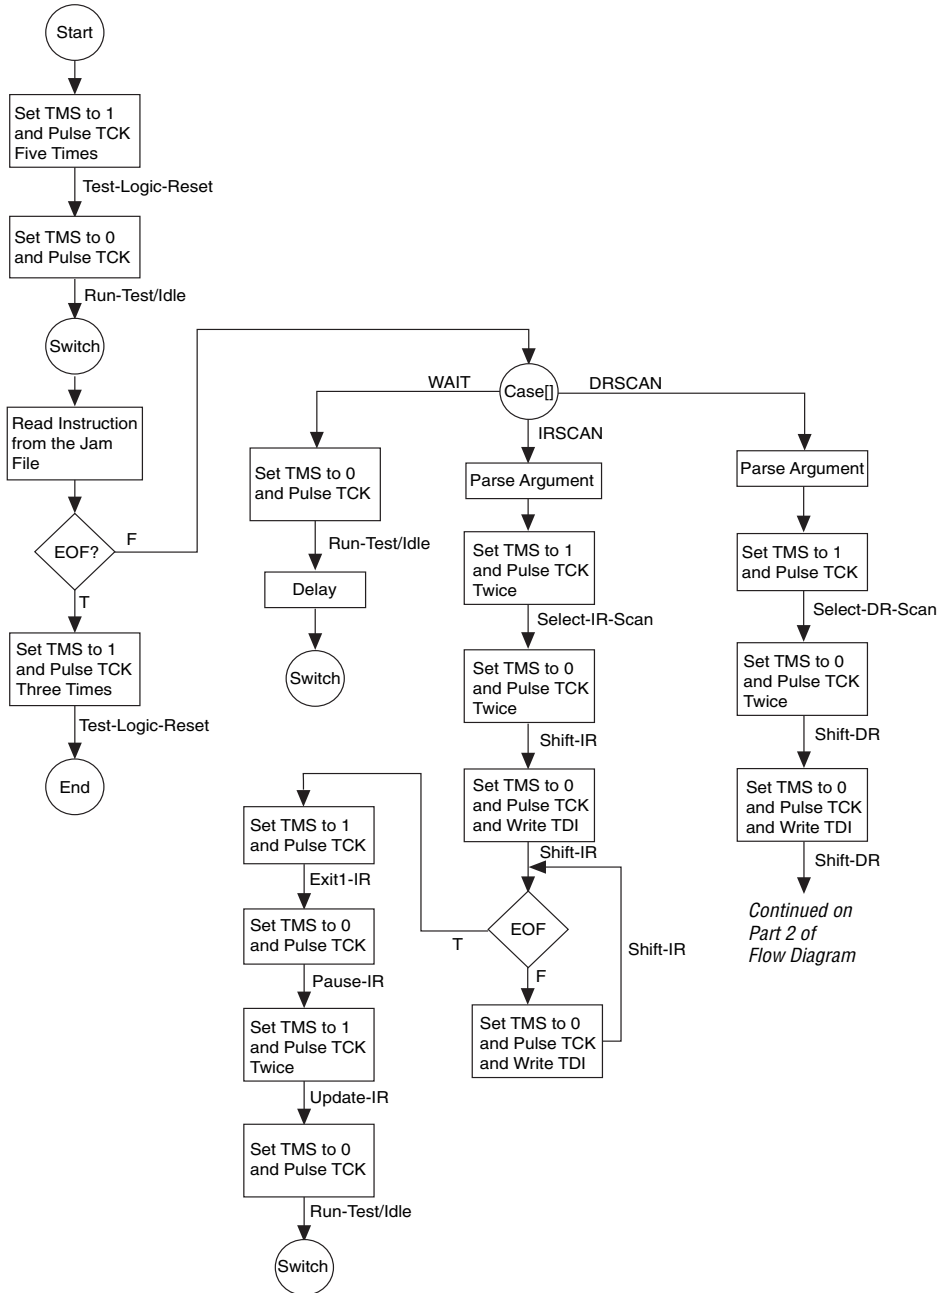 Start
Set TMS to 1
and Pulse TCK
Five Times
Test-Logic-Reset
Set TMS to 0
and Pulse TCK
Run-Test/Idle
Switch
Read Instruction
from the Jam
File
EOF?
F
T
Set TMS to 1
and Pulse TCK
Three Times
Test-Logic-Reset
End
Case[]
WAIT
Set TMS to 0
and Pulse TCK
Run-Test/Idle
Delay
Switch
IRSCAN
Parse Argument
Set TMS to 1
and Pulse TCK
Twice
Select-IR-Scan
Set TMS to 0
and Pulse TCK
Twice
Shift-IR
Set TMS to 0
and Pulse TCK
and Write TDI
Shift-IR
EOF
T
F
Set TMS to 0
and Pulse TCK
and Write TDI
Shift-IR
Set TMS to 1
and Pulse TCK
Exit1-IR
Set TMS to 0
and Pulse TCK
Pause-IR
Set TMS to 1
and Pulse TCK
Twice
Update-IR
Set TMS to 0
and Pulse TCK
Run-Test/Idle
Switch
DRSCAN
Parse Argument
Set TMS to 1
and Pulse TCK
Select-DR-Scan
Set TMS to 0
and Pulse TCK
Twice
Shift-DR
Set TMS to 0
and Pulse TCK
and Write TDI
Shift-DR
Continued on
Part 2 of
Flow Diagram